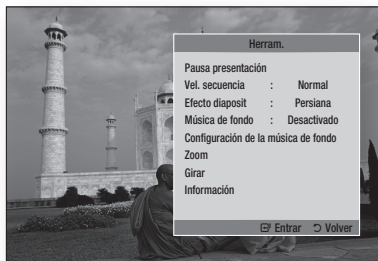 Herram.
Pausa presentación
Vel. secuencia : Normal
Efecto diaposit : Persiana
Música de fondo : Desactivado
Configuración de la música de fondo
Zoom
Girar
Información
Entrar Volver